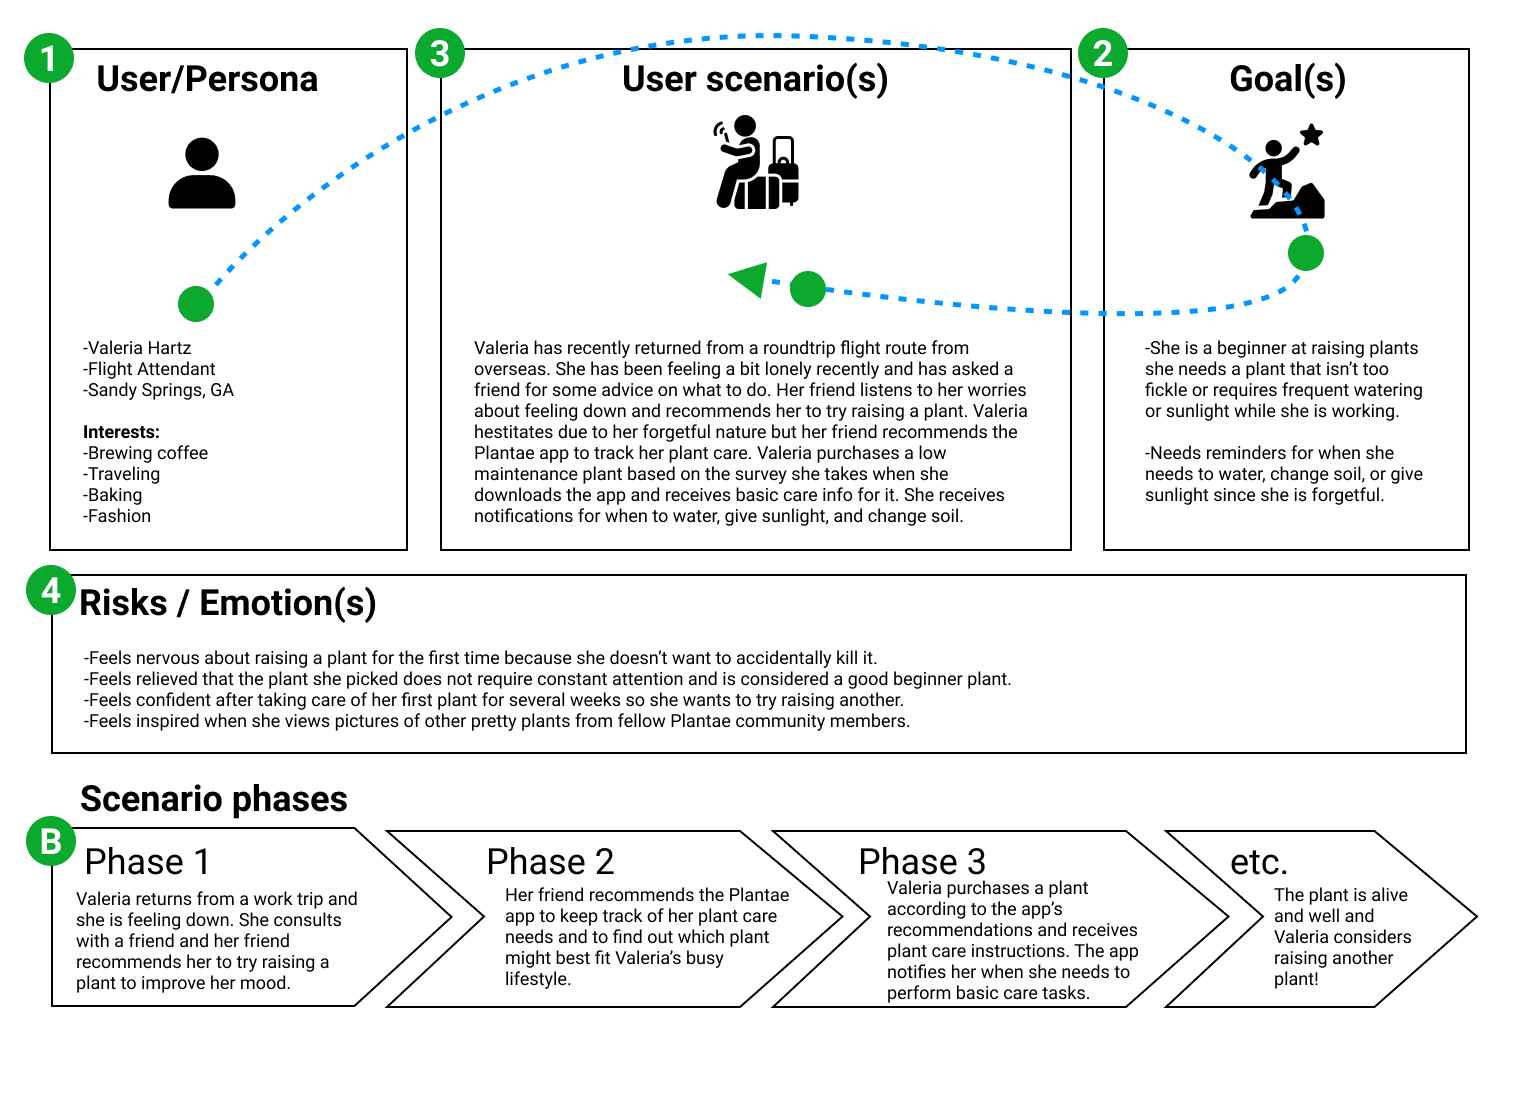 1
User/Persona
-Valeria Hartz
-Flight Attendant
-Sandy Springs, GA
Interests:
-Brewing coffee
-Traveling
-Baking
-Fashion
3
User scenario(s)
Valeria has recently returned from a roundtrip flight route from
overseas. She has been feeling a bit lonely recently and has asked a
friend for some advice on what to do. Her friend listens to her worries
about feeling down and recommends her to try raising a plant. Valeria
hestitates due to her forgetful nature but her friend recommends the
Plantae app to track her plant care. Valeria purchases a low
maintenance plant based on the survey she takes when she
downloads the app and receives basic care info for it. She receives
notifications for when to water, give sunlight, and change soil.
2
Goal(s)
-She is a beginner at raising plants
she needs a plant that isn't too
fickle or requires frequent watering
or sunlight while she is working.
-Needs reminders for when she
needs to water, change soil, or give
sunlight since she is forgetful.
4
Risks / Emotion(s)
-Feels nervous about raising a plant for the first time because she doesn't want to accidentally kill it.
-Feels relieved that the plant she picked does not require constant attention and is considered a good beginner plant.
-Feels confident after taking care of her first plant for several weeks so she wants to try raising another.
-Feels inspired when she views pictures of other pretty plants from fellow Plantae community members.
Scenario phases
B
Phase 1
Valeria returns from a work trip and
she is feeling down. She consults
with a friend and her friend
recommends her to try raising a
plant to improve her mood.
Phase 2
Her friend recommends the Plantae
app to keep track of her plant care
needs and to find out which plant
might best fit Valeria's busy
lifestyle.
Phase 3
Valeria purchases a plant
according to the app's
recommendations and receives
plant care instructions. The app
notifies her when she needs to
perform basic care tasks.
etc.
The plant is alive
and well and
Valeria considers
raising another
plant!